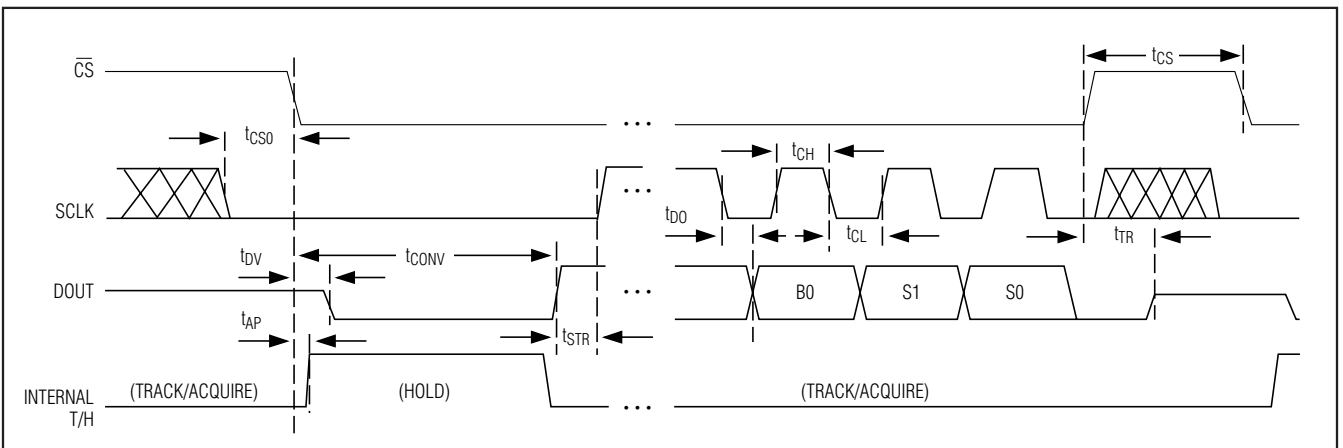 CS
tCS
tCS0
tCH
SCLK
tDO
tCL
tTR
tDV
tCONV
DOUT
B0
S1
S0
tAP
tSTR
INTERNAL
T/H
(TRACK/ACQUIRE)
(HOLD)
(TRACK/ACQUIRE)